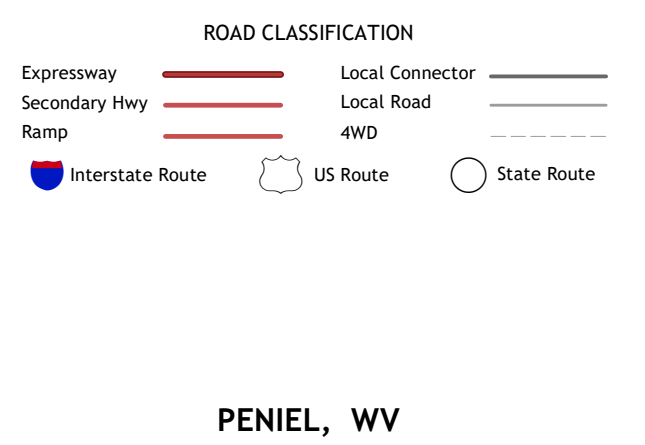 ROAD CLASSIFICATION
Expressway
Local Connector
Secondary Hwy
Local Road
Ramp
4WD
Interstate Route
US Route
State Route
PENIEL, WV